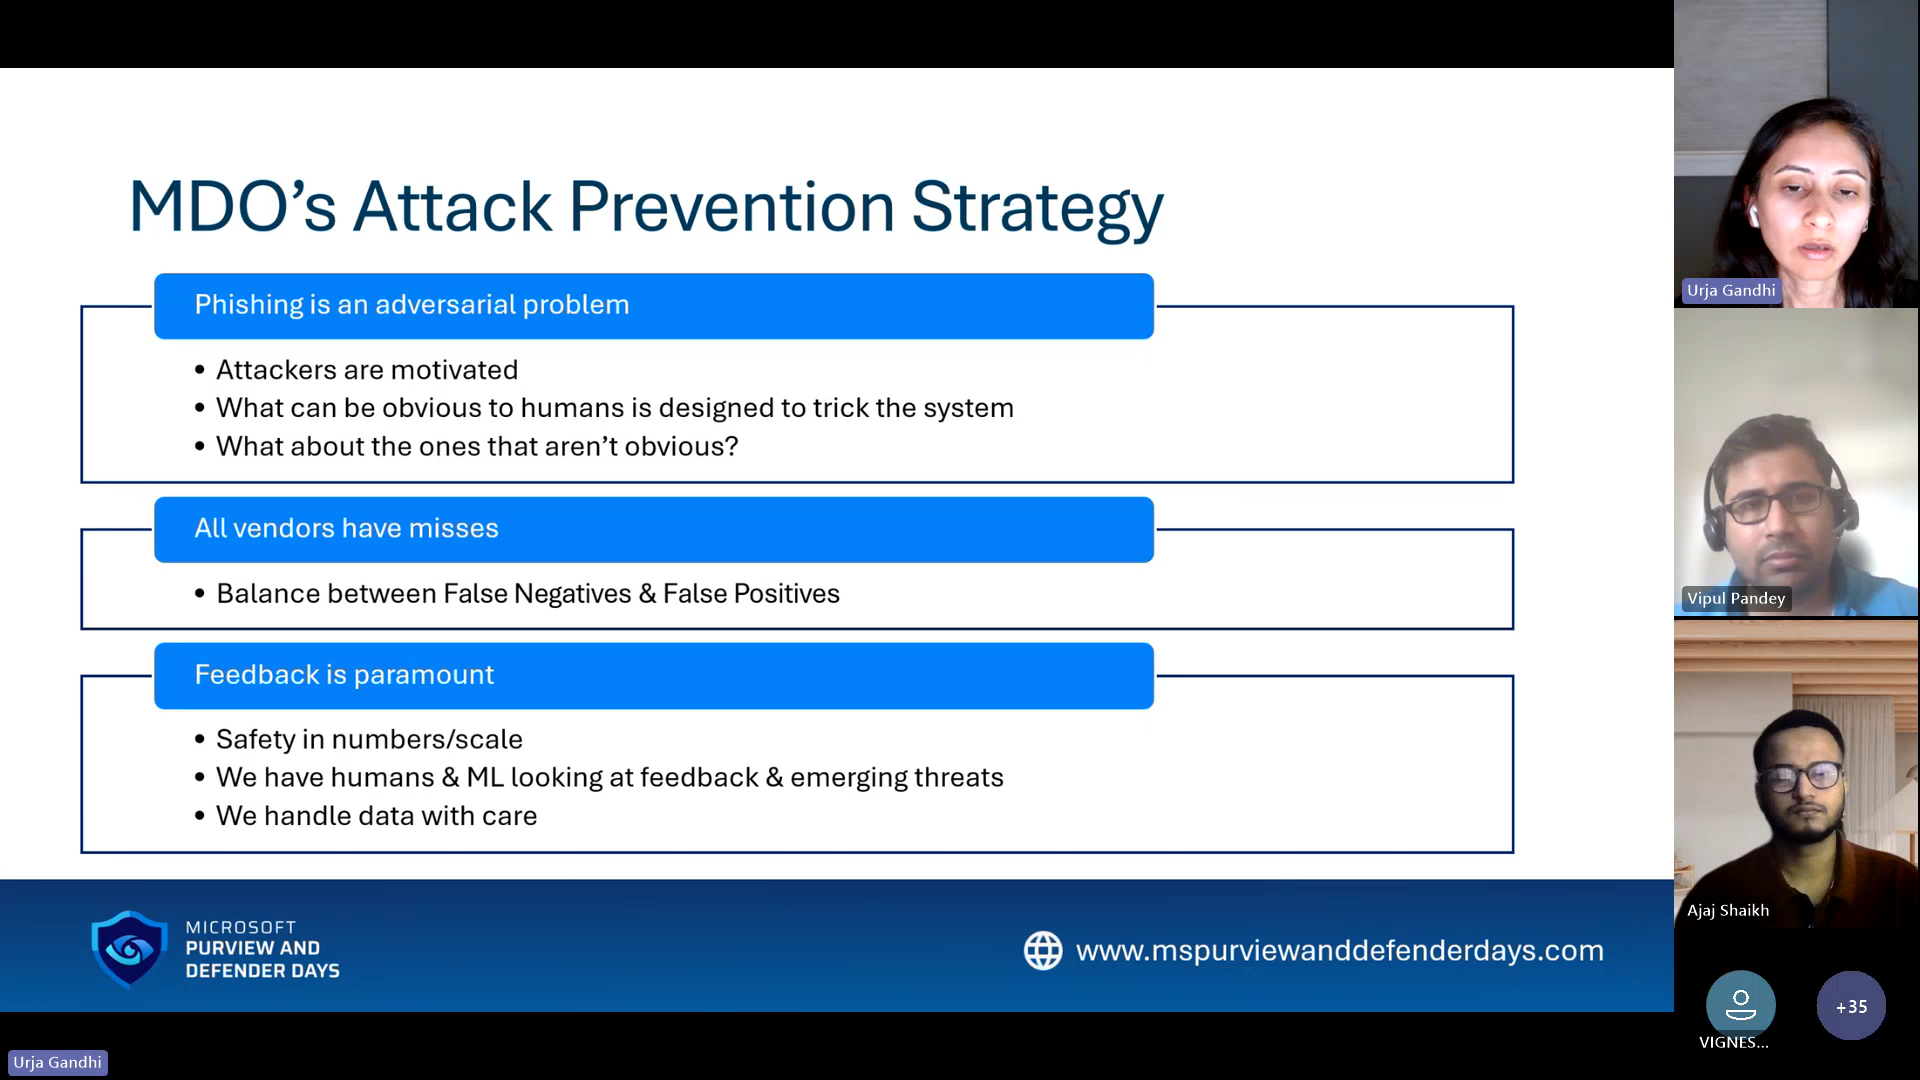 MDO’s Attack Prevention Strategy
Phishing is an adversarial problem
• Attackers are motivated
• What can be obvious to humans is designed to trick the system
• What about the ones that aren’t obvious?
All vendors have misses
• Balance between False Negatives & False Positives
Feedback is paramount
• Safety in numbers/scale
• We have humans & ML looking at feedback & emerging threats
• We handle data with care
MICROSOFT
PURVIEW AND
DEFENDER DAYS
www.mspurviewanddefenderdays.com
Urja Gandhi
Urja Gandhi
Vipul Pandey
Ajaj Shaikh
VIGNES...
+35